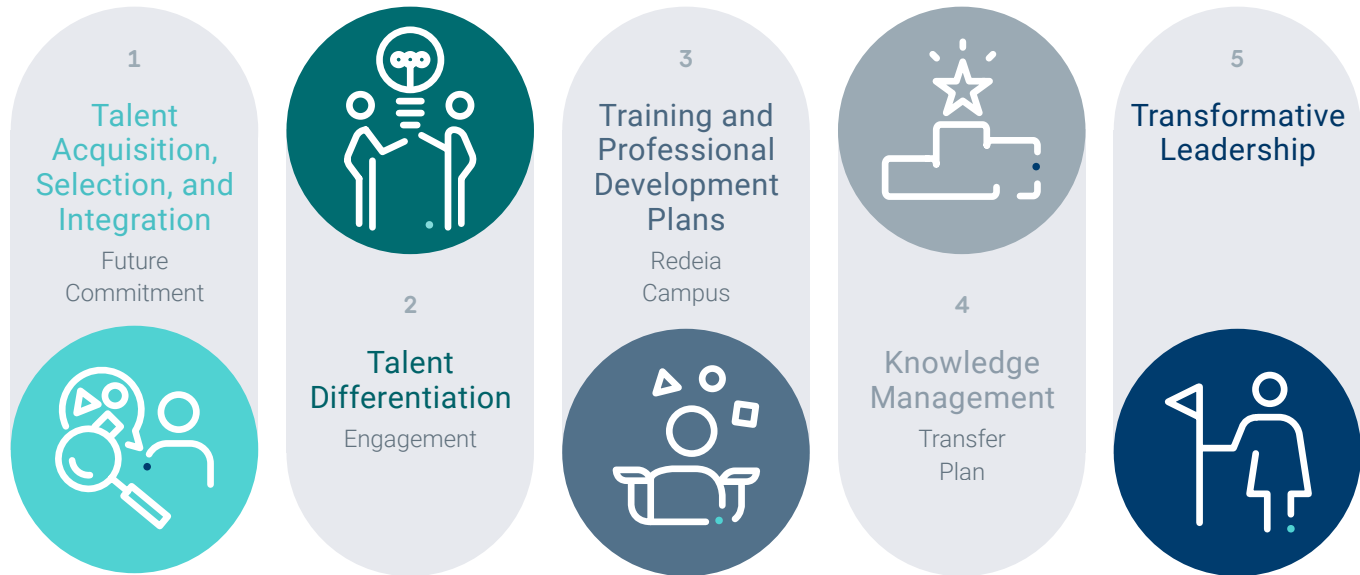 1
Talent
Acquisition,
Selection, and
Integration
Future
Commitment
2
Talent
Differentiation
Engagement
3
Training and
Professional
Development
Plans
Redeia
Campus
4
Knowledge
Management
Transfer
Plan
5
Transformative
Leadership